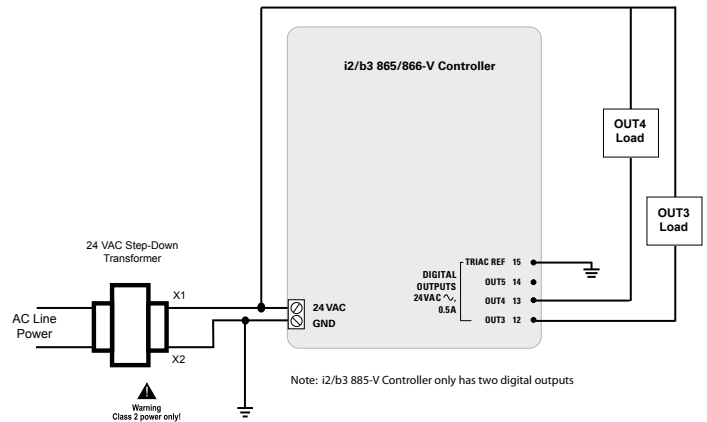 i2/b3 865/866-V Controller
OUT4
Load
OUT3
Load
24 VAC Step-Down
Transformer
TRIAC REF 15
DIGITAL
OUTPUTS
24VAC ∿,
0.5A
OUT5 14
OUT4 13
OUT3 12
X1
24 VAC
GND
AC Line
Power
X2
Note: i2/b3 885-V Controller only has two digital outputs
Warning
Class 2 power only!